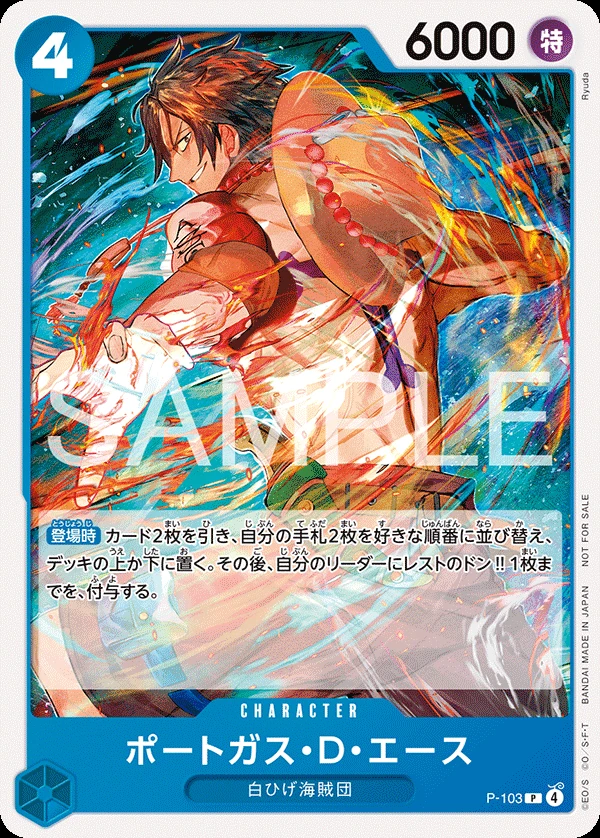 4
6000 特
Ryuda
SAMPLE
登場時 カード2枚を引き、自分の手札2枚を好きな順番に並び替え、
デッキの上か下に置く。その後、自分のリーダーにレストのドン!!1枚ま
でを、付与する。
CHARACTER
ポートガス・D・エース
白ひげ海賊団
P-103 P 4
©E.O/S ©O/S・F・T BANDAI MADE IN JAPAN NOT FOR SALE